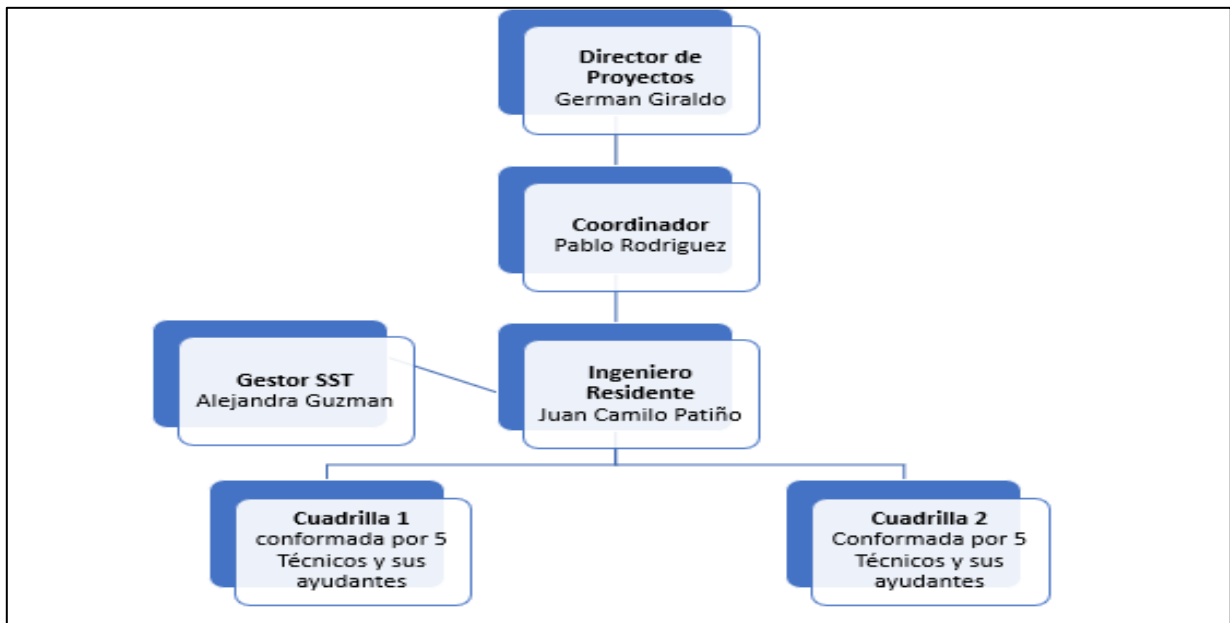 Director de
Proyectos
German Giraldo
Coordinador
Pablo Rodriguez
Gestor SST
Alejandra Guzman
Ingeniero
Residente
Juan Camilo Patiño
Cuadrilla 1
conformada por 5
Técnicos y sus
ayudantes
Cuadrilla 2
Conformada por 5
Técnicos y sus
ayudantes